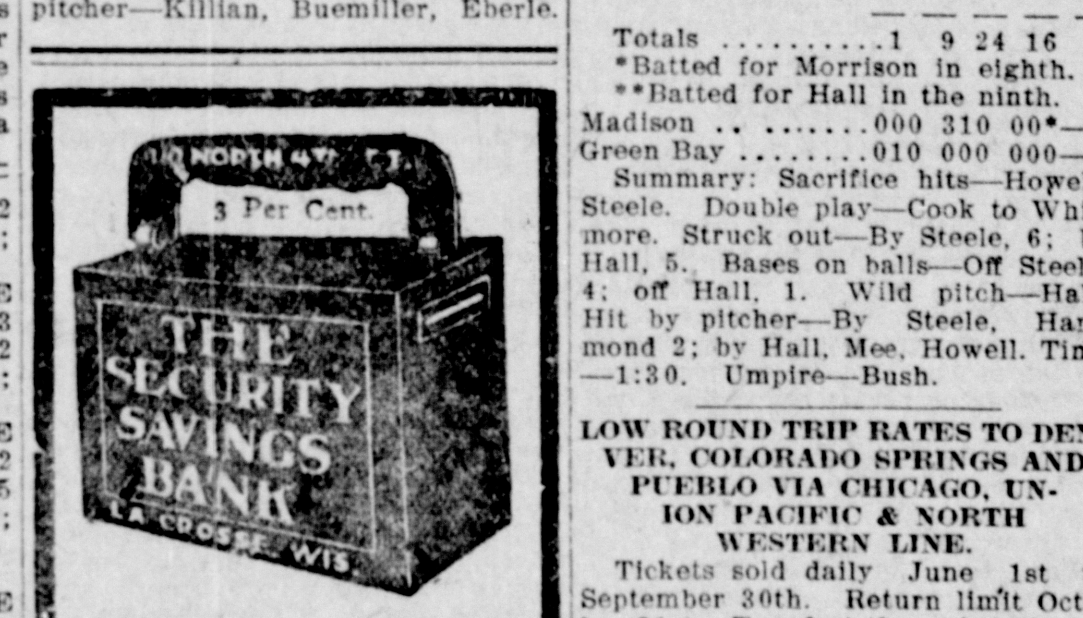 pitcher—Killian, Buemiller, Eberle.
NORTH 4TH ST.
3 Per Cent.
THE
SECURITY
SAVINGS
BANK
LA CROSSE, WIS.
Totals ..........1 9 24 16
*Batted for Morrison in eighth.
**Batted for Hall in the ninth.
Madison .. .......000 310 00*—
Green Bay ........010 000 000—
Summary: Sacrifice hits—Howe
Steele. Double play—Cook to Whi
more. Struck out—By Steele, 6;
Hall, 5. Bases on balls—Off Steel
4; off Hall, 1. Wild pitch—Ha
Hit by pitcher—By Steele, Ham
mond 2; by Hall, Mee, Howell. Tim
—1:30. Umpire—Bush.
LOW ROUND TRIP RATES TO DEN
VER, COLORADO SPRINGS AND
PUEBLO VIA CHICAGO, UN-
ION PACIFIC & NORTH
WESTERN LINE.
Tickets sold daily June 1st
September 30th. Return limit Oct